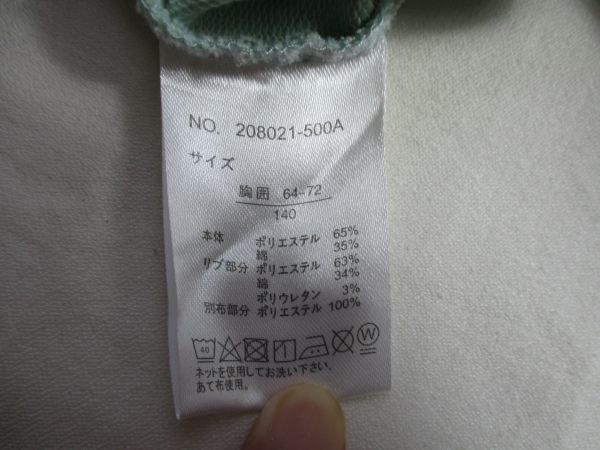 NO. 208021-500A
サイズ
胸囲 64-72
140
本体 ポリエステル 65%
綿 35%
リブ部分 ポリエステル 63%
綿 34%
ポリウレタン 3%
別布部分 ポリエステル 100%
40 W
ネットを使用してお洗い下さい。
あて布使用。